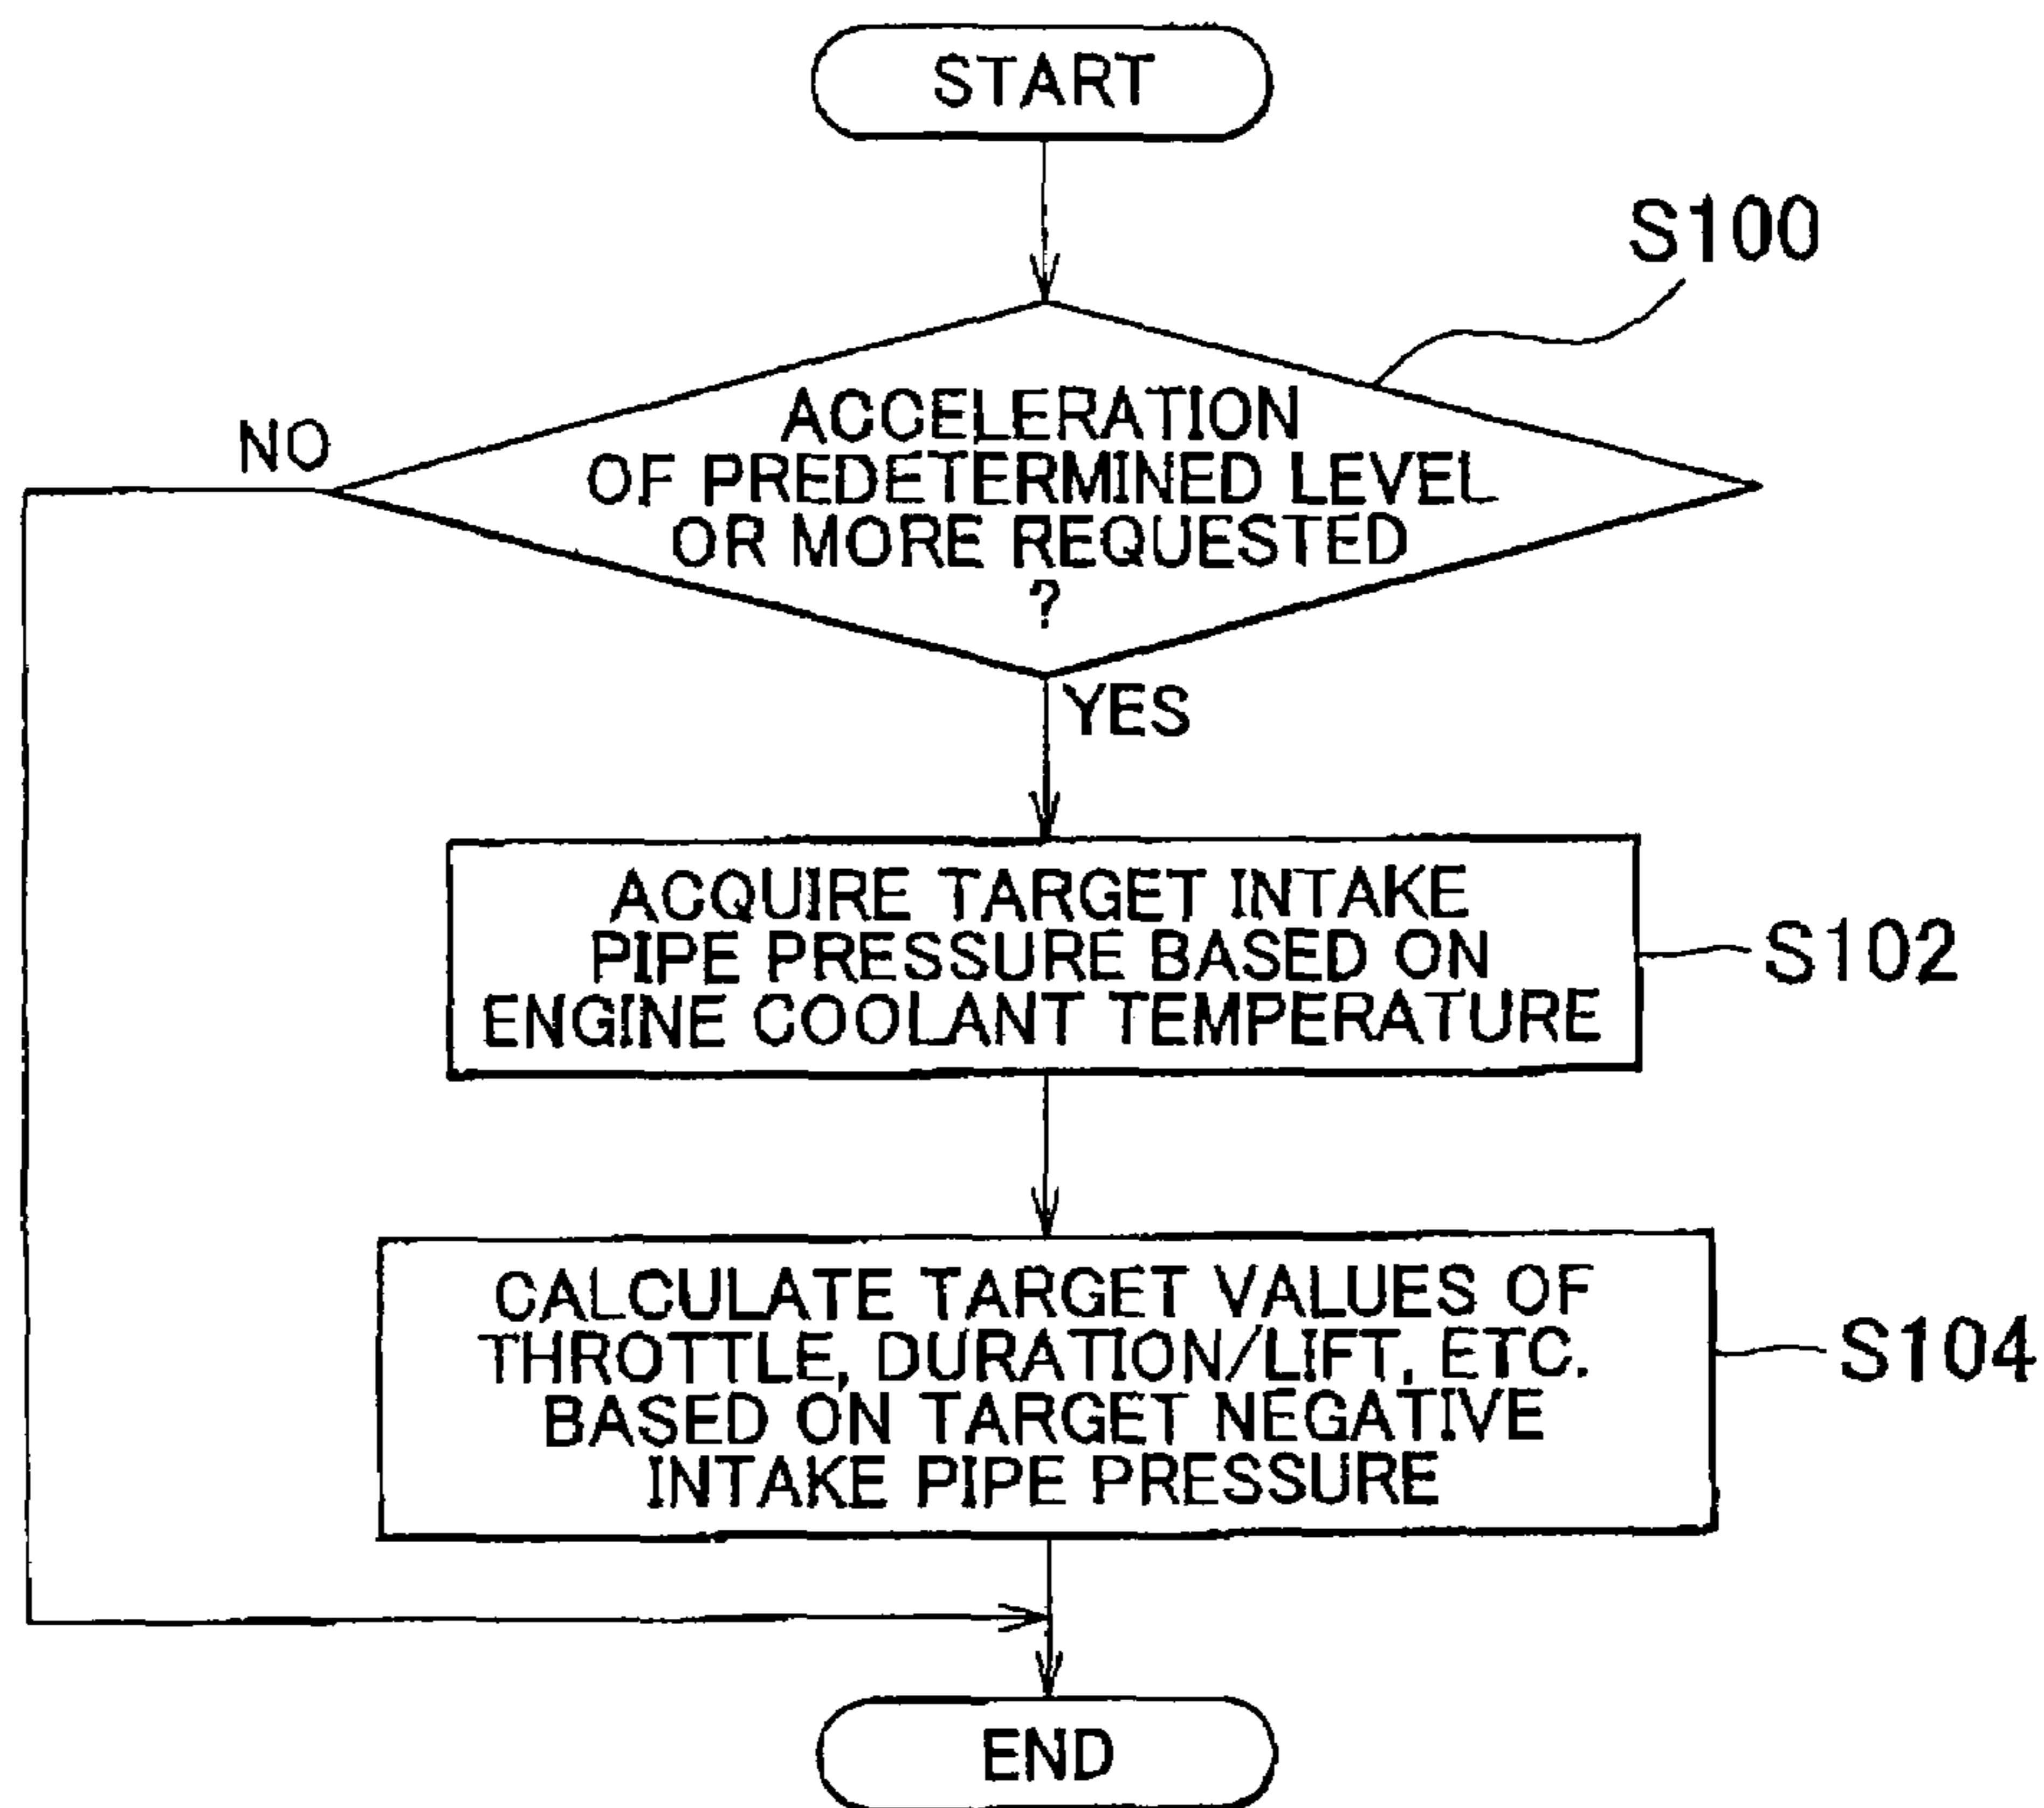 START
S100
ACCELERATION
OF PREDETERMINED LEVEL
OR MORE REQUESTED
?
NO
YES
ACQUIRE TARGET INTAKE
PIPE PRESSURE BASED ON
ENGINE COOLANT TEMPERATURE
S102
CALCULATE TARGET VALUES OF
THROTTLE, DURATION/LIFT, ETC.
BASED ON TARGET NEGATIVE
INTAKE PIPE PRESSURE
S104
END